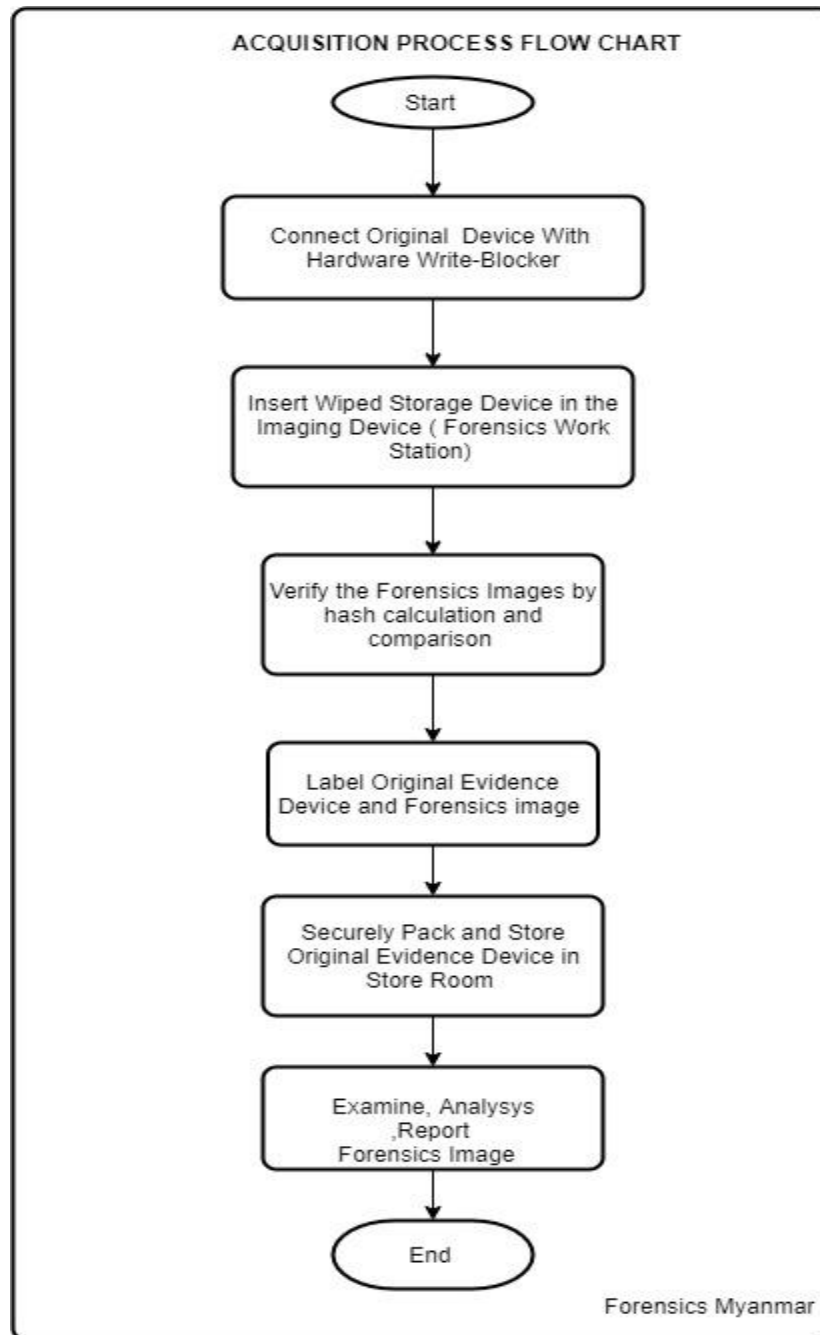 ACQUISITION PROCESS FLOW CHART
Start
Connect Original Device With
Hardware Write-Blocker
Insert Wiped Storage Device in the
Imaging Device ( Forensics Work
Station)
Verify the Forensics Images by
hash calculation and
comparison
Label Original Evidence
Device and Forensics image
Securely Pack and Store
Original Evidence Device in
Store Room
Examine, Analysys
,Report
Forensics Image
End
Forensics Myanmar